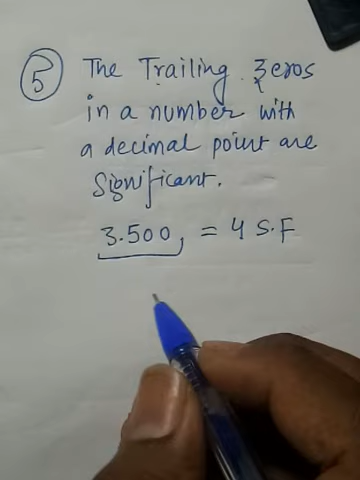 5 The Trailing Zeros
in a number with
a decimal point are
Significant.
3.500, = 4 S.F